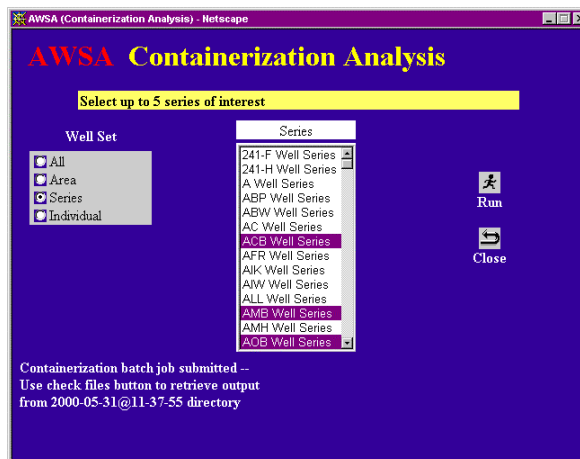 AWSA (Containerization Analysis) - Netscape
AWSA Containerization Analysis
Select up to 5 series of interest
Well Set
All
Area
Series
Individual
Series
241-F Well Series
241-H Well Series
A Well Series
ABP Well Series
ABW Well Series
AC Well Series
ACB Well Series
AFR Well Series
AIK Well Series
AIW Well Series
ALL Well Series
AMB Well Series
AMH Well Series
AOB Well Series
Run
Close
Containerization batch job submitted --
Use check files button to retrieve output
from 2000-05-31@11-37-55 directory